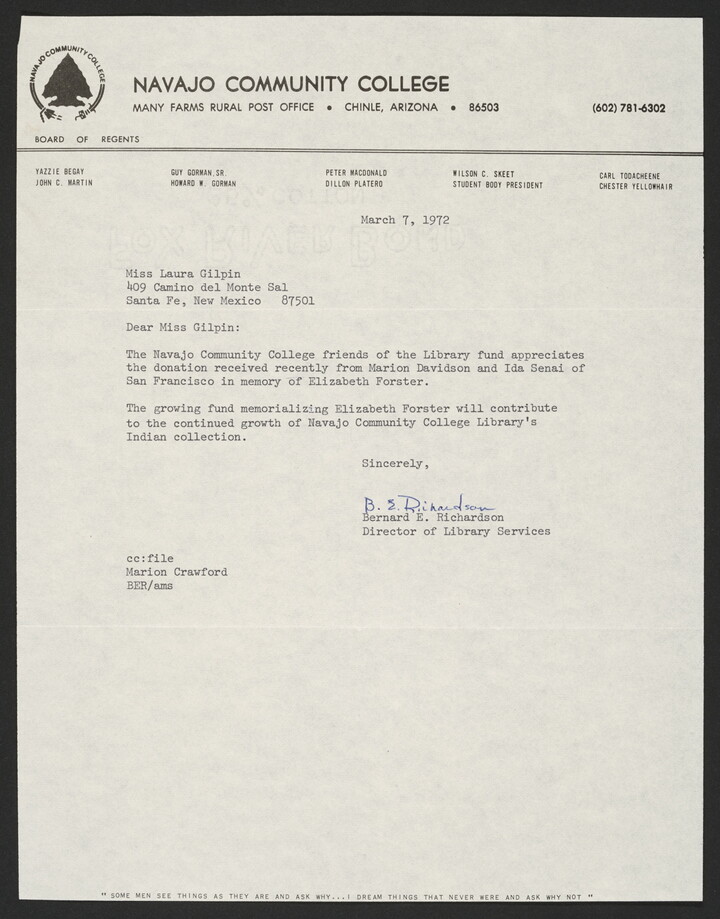 NAVAJO COMMUNITY COLLEGE
NAVAJO COMMUNITY COLLEGE
MANY FARMS RURAL POST OFFICE • CHINLE, ARIZONA • 86503 (602) 781-6302
BOARD OF REGENTS
YAZZIE BEGAY GUY GORMAN, SR. PETER MACDONALD WILSON C. SKEET CARL TODACHEENE
JOHN C. MARTIN HOWARD W. GORMAN DILLON PLATERO STUDENT BODY PRESIDENT CHESTER YELLOWHAIR
March 7, 1972
Miss Laura Gilpin
409 Camino del Monte Sal
Santa Fe, New Mexico 87501
Dear Miss Gilpin:
The Navajo Community College friends of the Library fund appreciates
the donation received recently from Marion Davidson and Ida Senai of
San Francisco in memory of Elizabeth Forster.
The growing fund memorializing Elizabeth Forster will contribute
to the continued growth of Navajo Community College Library's
Indian collection.
Sincerely,
B. E. Richardson
Bernard E. Richardson
Director of Library Services
cc:file
Marion Crawford
BER/ams
" SOME MEN SEE THINGS AS THEY ARE AND ASK WHY...I DREAM THINGS THAT NEVER WERE AND ASK WHY NOT "